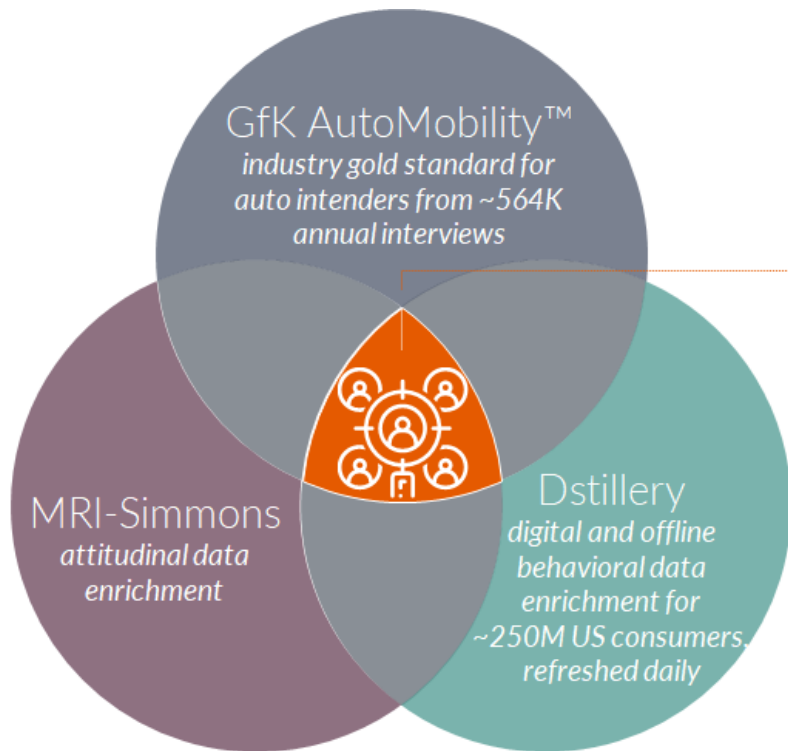 GfK AutoMobility™
industry gold standard for
auto intenders from ~564K
annual interviews
MRI-Simmons
attitudinal data
enrichment
Dstillery
digital and offline
behavioral data
enrichment for
~250M US consumers,
refreshed daily